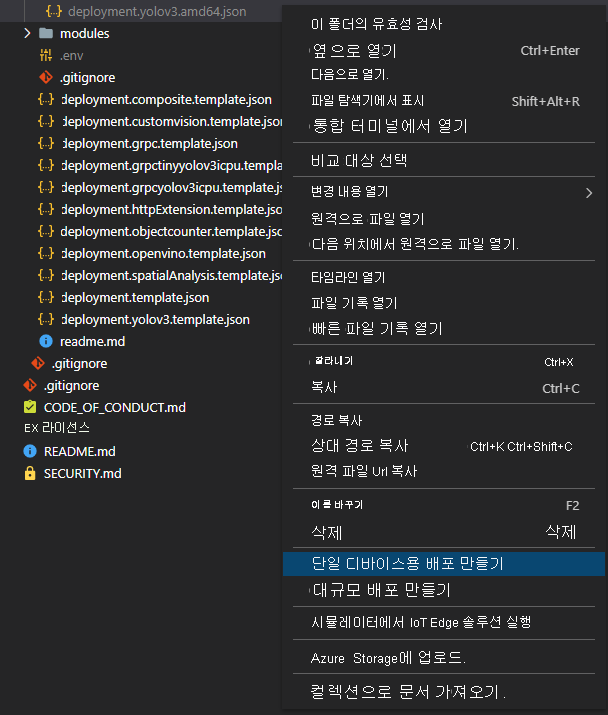 deployment.yolov3.amd64.json
modules
.env
.gitignore
deployment.composite.template.json
deployment.customvision.template.json
deployment.grpc.template.json
deployment.grpctinyyolov3icpu.templa
deployment.grpcyolov3icpu.template.js
deployment.httpExtension.template.jso
deployment.objectcounter.template.jso
deployment.openvino.template.json
deployment.spatialAnalysis.template.js
deployment.template.json
deployment.yolov3.template.json
readme.md
.gitignore
.gitignore
CODE_OF_CONDUCT.md
EX 라이선스
README.md
SECURITY.md
이 폴더의 유효성 검사
옆으로 열기 Ctrl+Enter
다음으로 열기.
파일 탐색기에서 표시 Shift+Alt+R
통합 터미널에서 열기
비교 대상 선택
변경 내용 열기
원격으로 파일 열기
다음 위치에서 원격으로 파일 열기.
타임라인 열기
파일 기록 열기
빠른 파일 기록 열기
잘라내기 Ctrl+X
복사 Ctrl+C
경로 복사
상대 경로 복사 Ctrl+K Ctrl+Shift+C
원격 파일 Url 복사
이름 바꾸기 F2
삭제 삭제
단일 디바이스용 배포 만들기
대규모 배포 만들기
시뮬레이터에서 IoT Edge 솔루션 실행
Azure Storage에 업로드.
컬렉션으로 문서 가져오기.